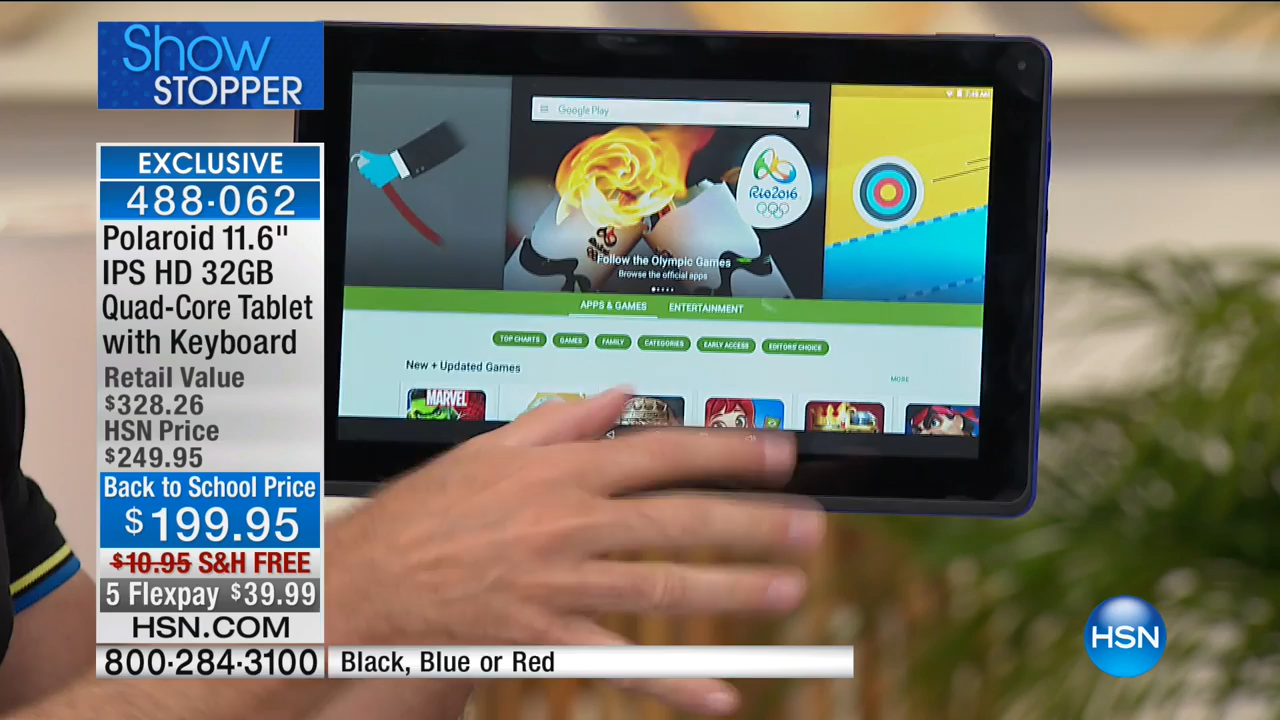 Show
STOPPER
EXCLUSIVE
488-062
Polaroid 11.6"
IPS HD 32GB
Quad-Core Tablet
with Keyboard
Retail Value
$328.26
HSN Price
$249.95
Back to School Price
$199.95
$10.95 S&H FREE
5 Flexpay $39.99
HSN.COM
800-284-3100
Black, Blue or Red
7:48 AM
Google Play
Rio2016
Follow the Olympic Games
Browse the official apps
APPS & GAMES
ENTERTAINMENT
TOP CHARTS
GAMES
FAMILY
CATEGORIES
EARLY ACCESS
EDITORS' CHOICE
New + Updated Games
MORE
MARVEL
HSN